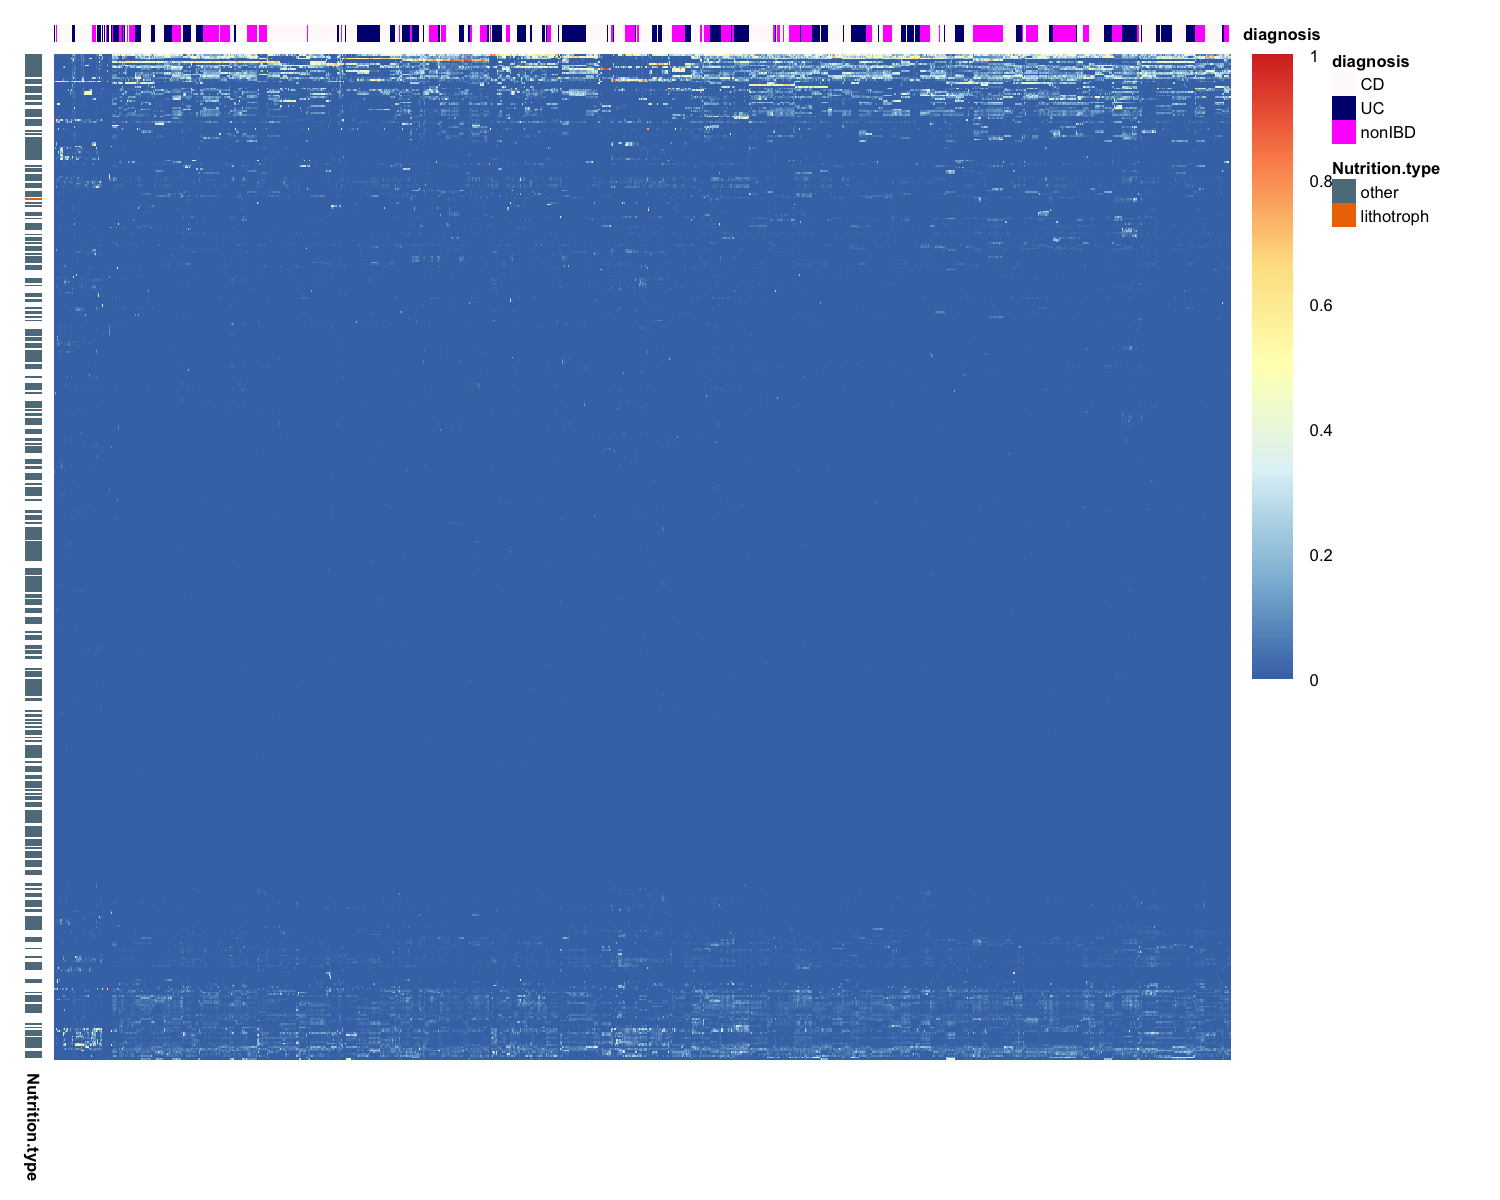 diagnosis
1
0.8
0.6
0.4
0.2
0
diagnosis
CD
UC
nonIBD
Nutrition.type
other
lithotroph
Nutrition.type